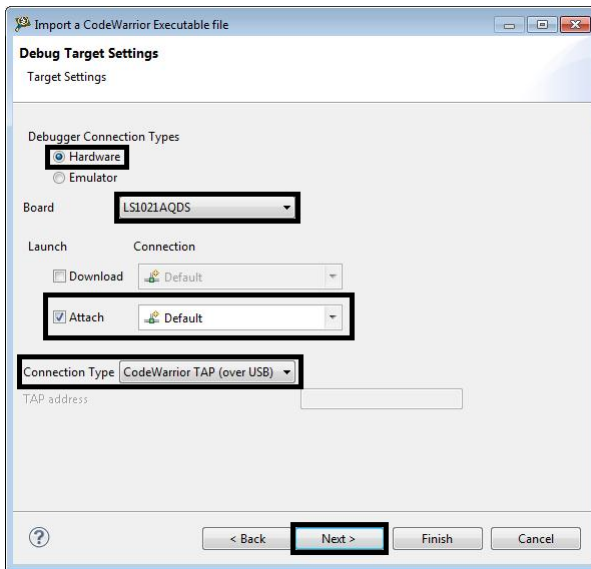 Import a CodeWarrior Executable file
Debug Target Settings
Target Settings
Debugger Connection Types
Hardware
Emulator
Board LS1021AQDS
Launch Connection
Download Default
Attach Default
Connection Type CodeWarrior TAP (over USB)
TAP address
? < Back Next > Finish Cancel